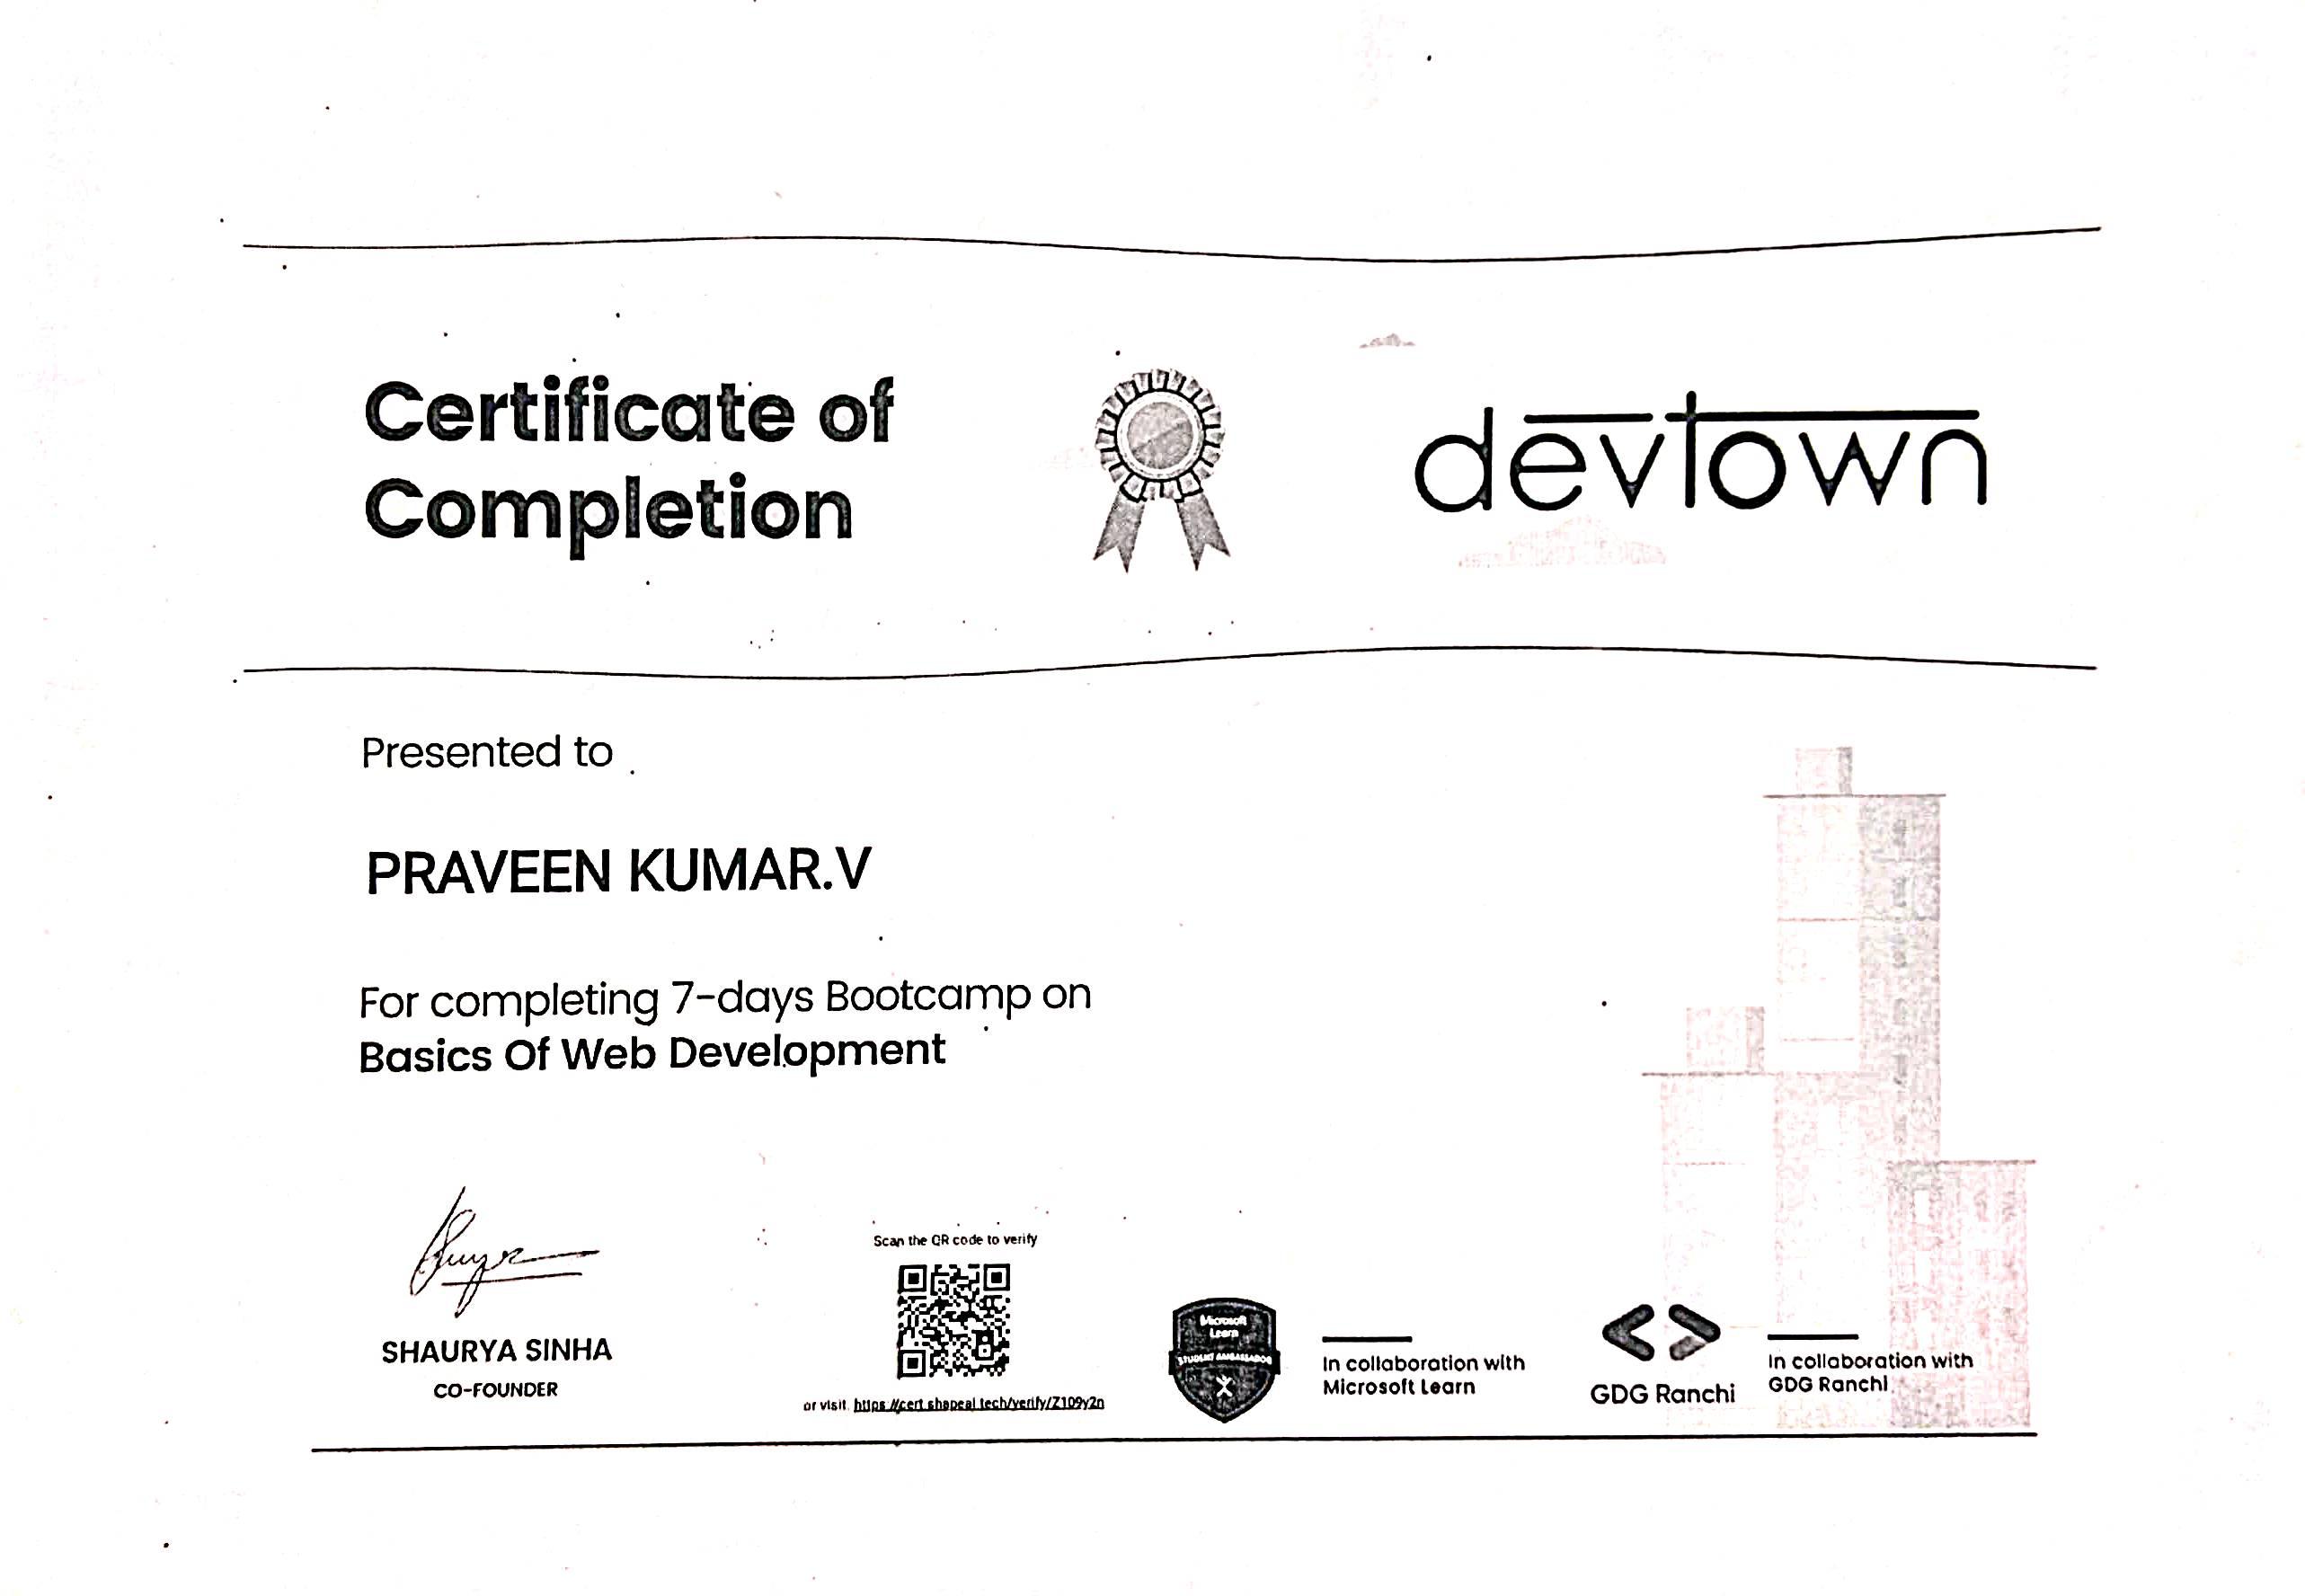 Certificate of
Completion
devtown
Presented to
PRAVEEN KUMAR.V
For completing 7-days Bootcamp on
Basics Of Web Development
SHAURYA SINHA
CO-FOUNDER
Scan the QR code to verify
or visit. https://cert.shapeai.tech/verify/Z109y2n
Microsoft
Learn
STUDENT AMBASSADOR
In collaboration with
Microsoft Learn
GDG Ranchi
In collaboration with
GDG Ranchi